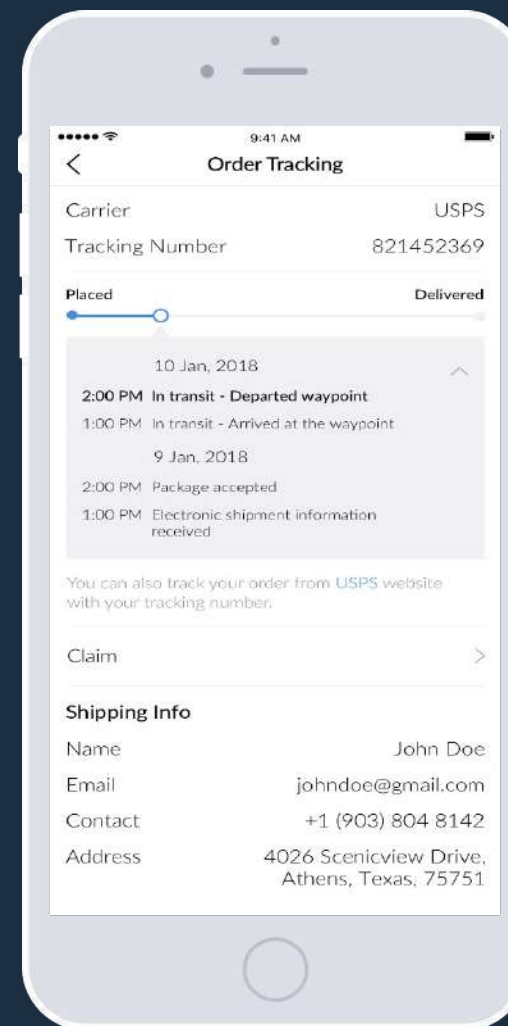 9:41 AM
Order Tracking
Carrier USPS
Tracking Number 821452369
Placed Delivered
10 Jan, 2018
2:00 PM In transit - Departed waypoint
1:00 PM In transit - Arrived at the waypoint
9 Jan, 2018
2:00 PM Package accepted
1:00 PM Electronic shipment information
received
You can also track your order from USPS website
with your tracking number.
Claim
Shipping Info
Name John Doe
Email johndoe@gmail.com
Contact +1 (903) 804 8142
Address 4026 Scenicview Drive,
Athens, Texas, 75751